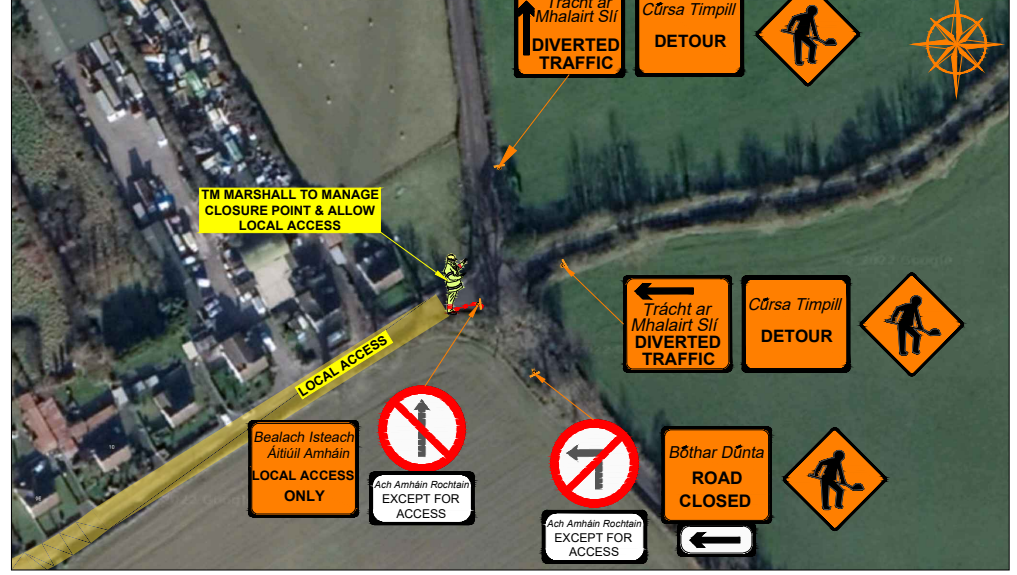 Trácht ar
Mhalairt Slí
DIVERTED
TRAFFIC
Cúrsa Timpill
DETOUR
TM MARSHALL TO MANAGE
CLOSURE POINT & ALLOW
LOCAL ACCESS
LOCAL ACCESS
Trácht ar
Mhalairt Slí
DIVERTED
TRAFFIC
Cúrsa Timpill
DETOUR
Bealach Isteach
Áitiúil Amháin
LOCAL ACCESS
ONLY
Ach Amháin Rochtain
EXCEPT FOR
ACCESS
Ach Amháin Rochtain
EXCEPT FOR
ACCESS
Bóthar Dúnta
ROAD
CLOSED